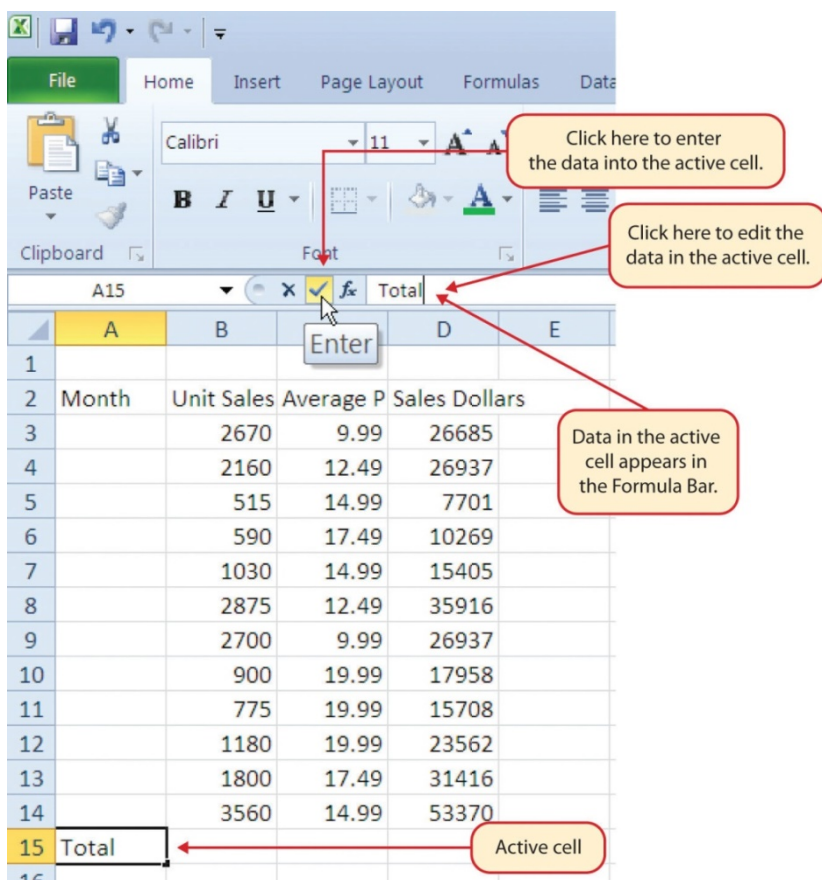 File Home Insert Page Layout Formulas Data
Calibri 11 A A
Click here to enter
the data into the active cell.
Paste
B I U A
Click here to edit the
data in the active cell.
Clipboard Font
A15 fx Total
Enter
A B D E
1
2 Month Unit Sales Average P Sales Dollars
3 2670 9.99 26685
4 2160 12.49 26937
5 515 14.99 7701
6 590 17.49 10269
7 1030 14.99 15405
8 2875 12.49 35916
9 2700 9.99 26937
10 900 19.99 17958
11 775 19.99 15708
12 1180 19.99 23562
13 1800 17.49 31416
14 3560 14.99 53370
15 Total
16
Data in the active
cell appears in
the Formula Bar.
Active cell